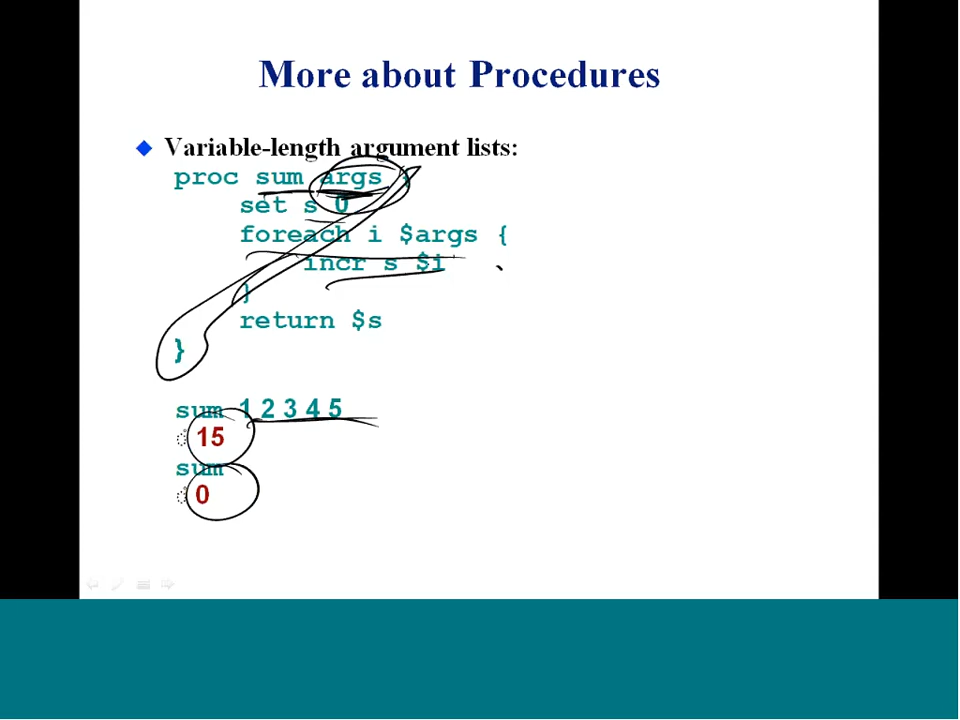 More about Procedures
Variable-length argument lists:
proc sum args {
set s 0
foreach i $args {
incr s $i
}
return $s
}
sum 1 2 3 4 5
15
sum
0